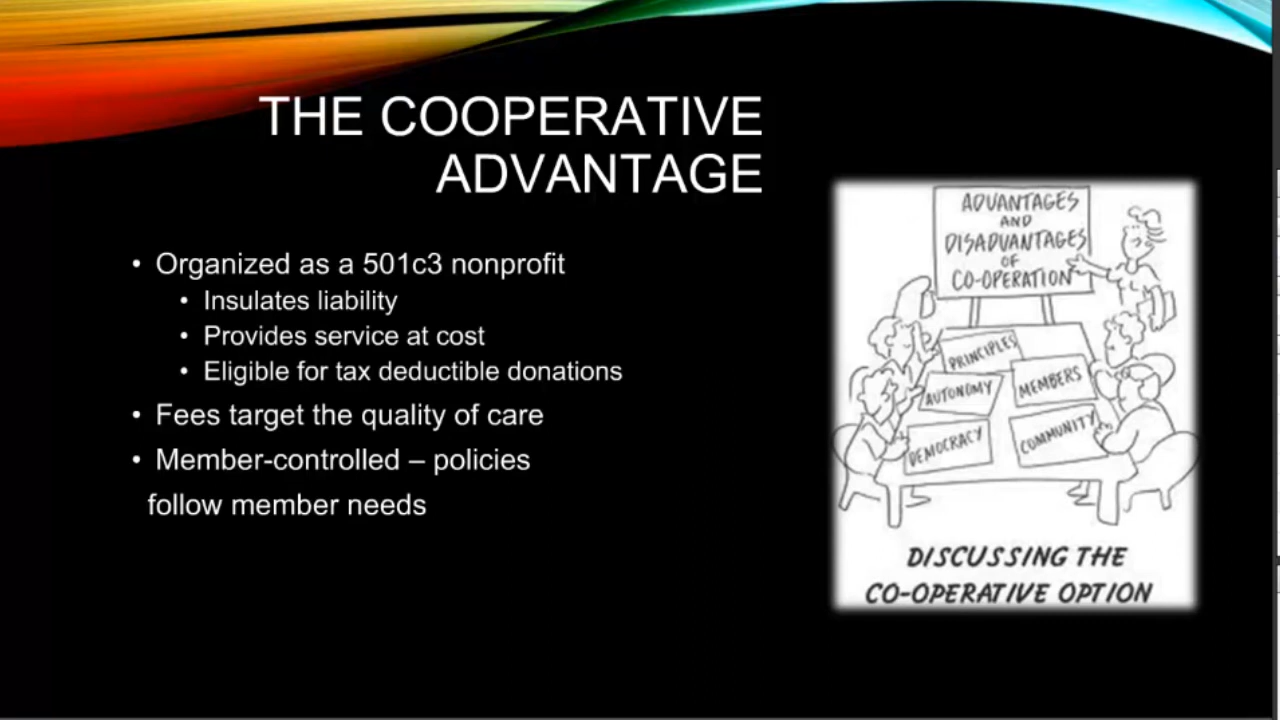 THE COOPERATIVE
ADVANTAGE
• Organized as a 501c3 nonprofit
• Insulates liability
• Provides service at cost
• Eligible for tax deductible donations
• Fees target the quality of care
• Member-controlled – policies
follow member needs
ADVANTAGES
AND
DISADVANTAGES
OF
CO-OPERATION
PRINCIPLES
AUTONOMY
MEMBERS
DEMOCRACY
COMMUNITY
DISCUSSING THE
CO-OPERATIVE OPTION